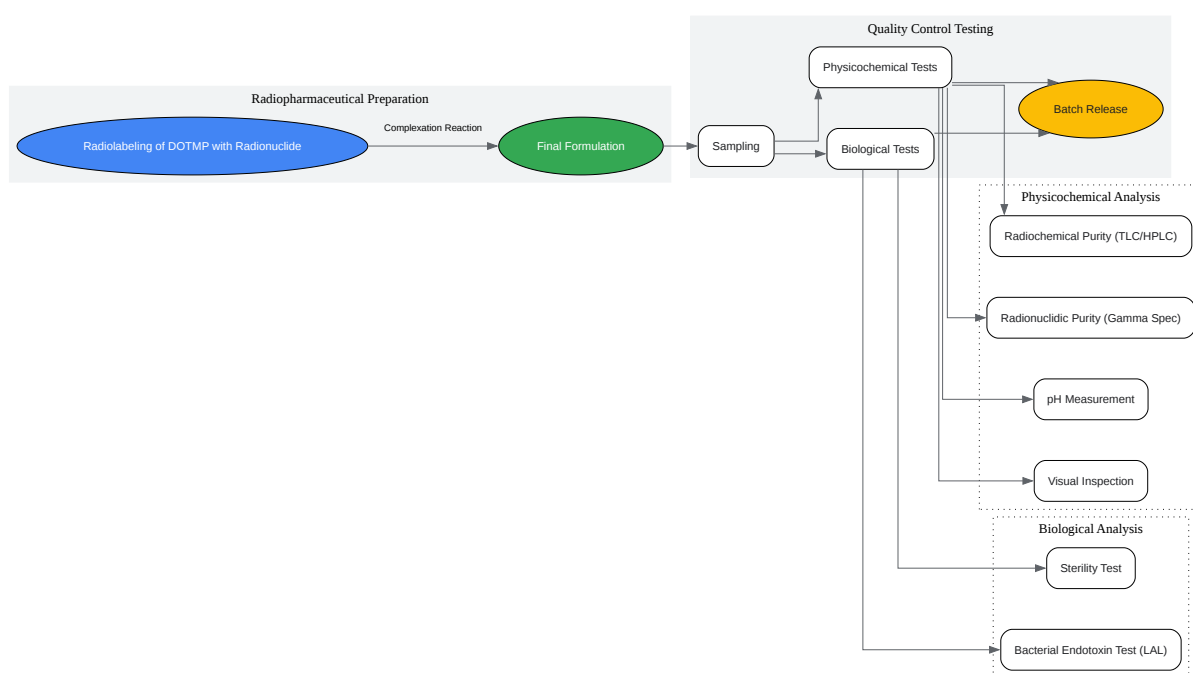 Radiopharmaceutical Preparation
Radiolabeling of DOTMP with Radionuclide
Complexation Reaction
Final Formulation
Quality Control Testing
Sampling
Physicochemical Tests
Biological Tests
Batch Release
Physicochemical Analysis
Radiochemical Purity (TLC/HPLC)
Radionuclidic Purity (Gamma Spec)
pH Measurement
Visual Inspection
Biological Analysis
Sterility Test
Bacterial Endotoxin Test (LAL)